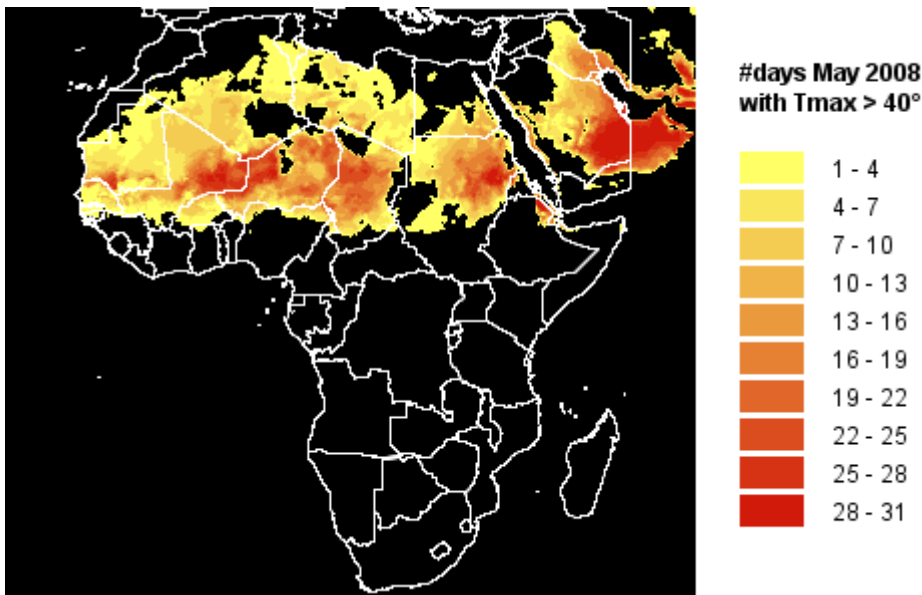 #days May 2008
with Tmax > 40°
1 - 4
4 - 7
7 - 10
10 - 13
13 - 16
16 - 19
19 - 22
22 - 25
25 - 28
28 - 31